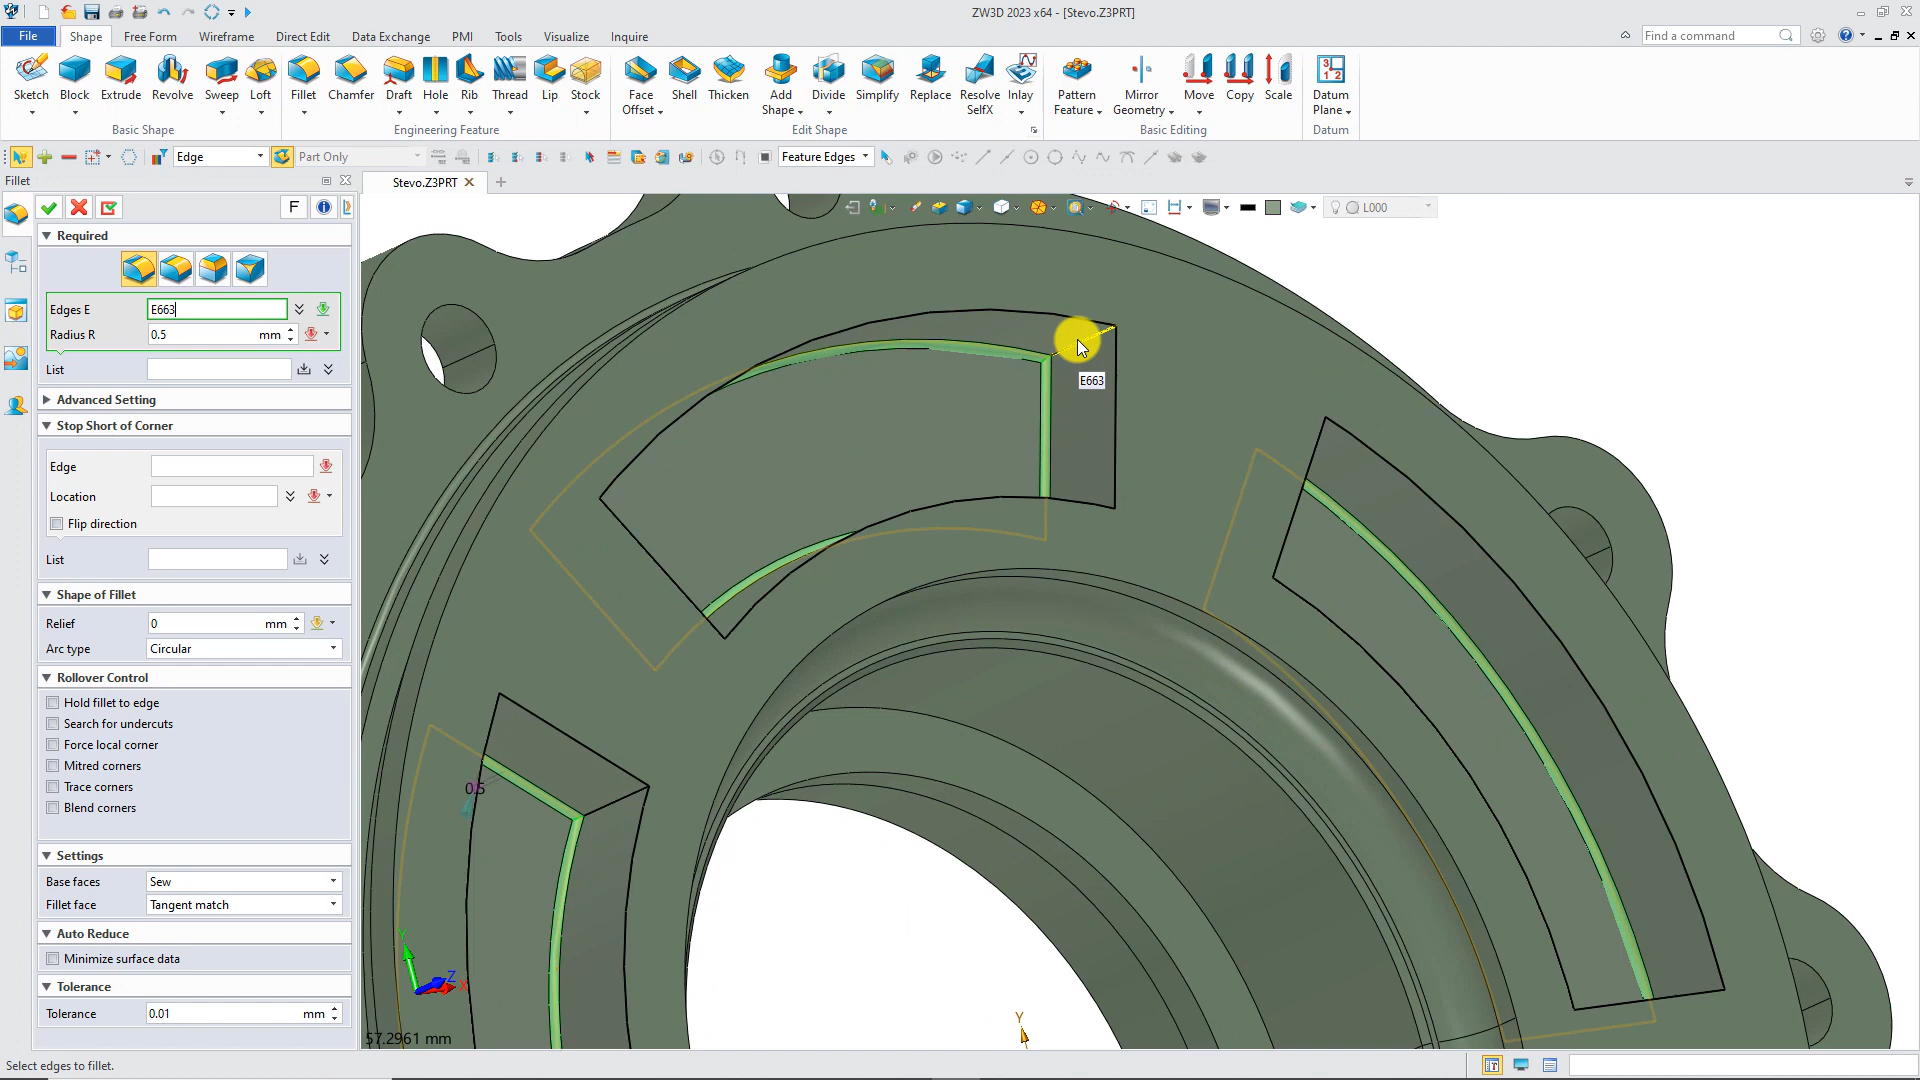 ZW3D 2023 x64 - [Stevo.Z3PRT]
File Shape Free Form Wireframe Direct Edit Data Exchange PMI Tools Visualize Inquire Find a command
Sketch Block Extrude Revolve Sweep Loft Fillet Chamfer Draft Hole Rib Thread Lip Stock Face Offset Shell Thicken Add Shape Divide Simplify Replace Resolve SelfX Inlay Pattern Feature Mirror Geometry Move Copy Scale Datum Plane
Basic Shape Engineering Feature Edit Shape Basic Editing Datum
Edge Part Only Feature Edges
Fillet Stevo.Z3PRT
F L000
Required
Edges E E663
Radius R 0.5 mm
List
Advanced Setting
Stop Short of Corner
Edge
Location
Flip direction
List
Shape of Fillet
Relief 0 mm
Arc type Circular
Rollover Control
Hold fillet to edge
Search for undercuts
Force local corner
Mitred corners
Trace corners
Blend corners
Settings
Base faces Sew
Fillet face Tangent match
Auto Reduce
Minimize surface data
Tolerance
Tolerance 0.01 mm
E663
0.5
Y
Z
X
57.2961 mm
Y
Select edges to fillet.